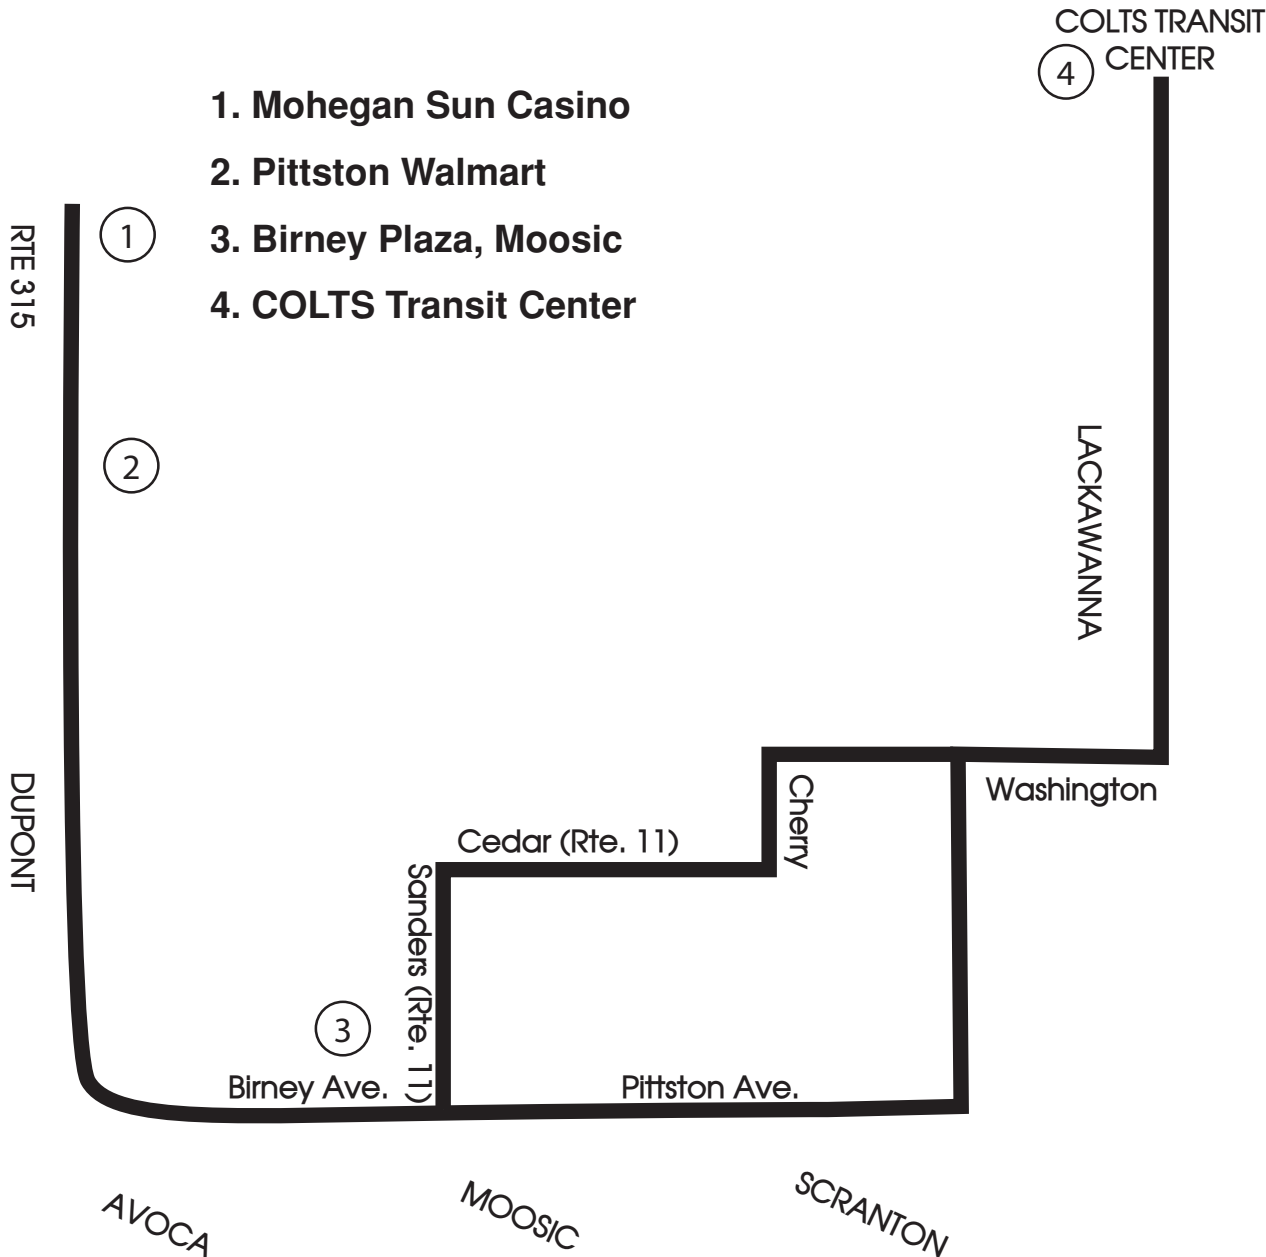 COLTS TRANSIT
CENTER
4
1. Mohegan Sun Casino
2. Pittston Walmart
3. Birney Plaza, Moosic
4. COLTS Transit Center
RTE 315
1
2
LACKAWANNA
DUPONT
Washington
Cherry
Cedar (Rte. 11)
Sanders (Rte. 11)
3
Birney Ave.
Pittston Ave.
AVOCA
MOOSIC
SCRANTON